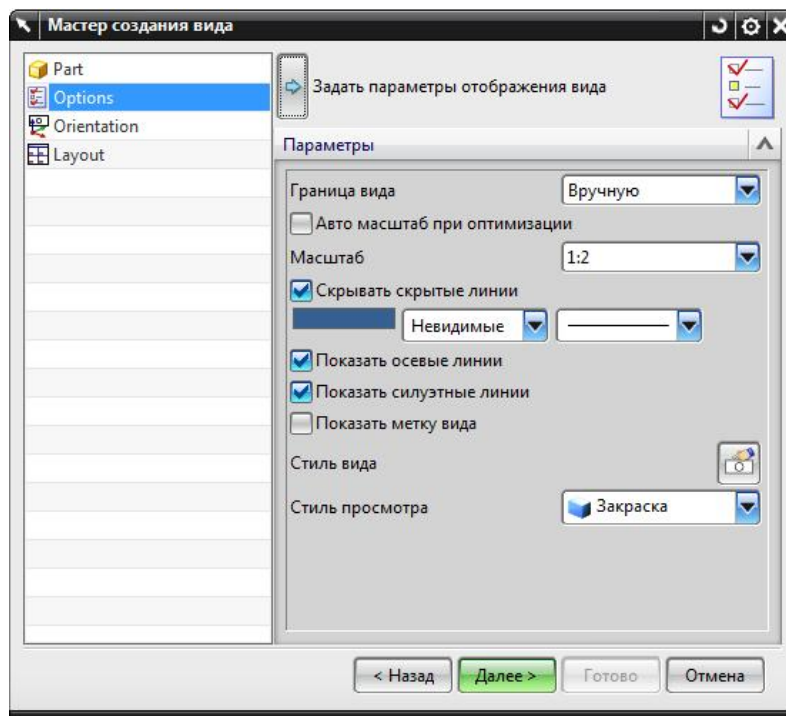 Мастер создания вида
Part
Options
Orientation
Layout
Задать параметры отображения вида
Параметры
Граница вида Вручную
Авто масштаб при оптимизации
Масштаб 1:2
Скрывать скрытые линии
Невидимые
Показать осевые линии
Показать силуэтные линии
Показать метку вида
Стиль вида
Стиль просмотра Закраска
< Назад Далее > Готово Отмена